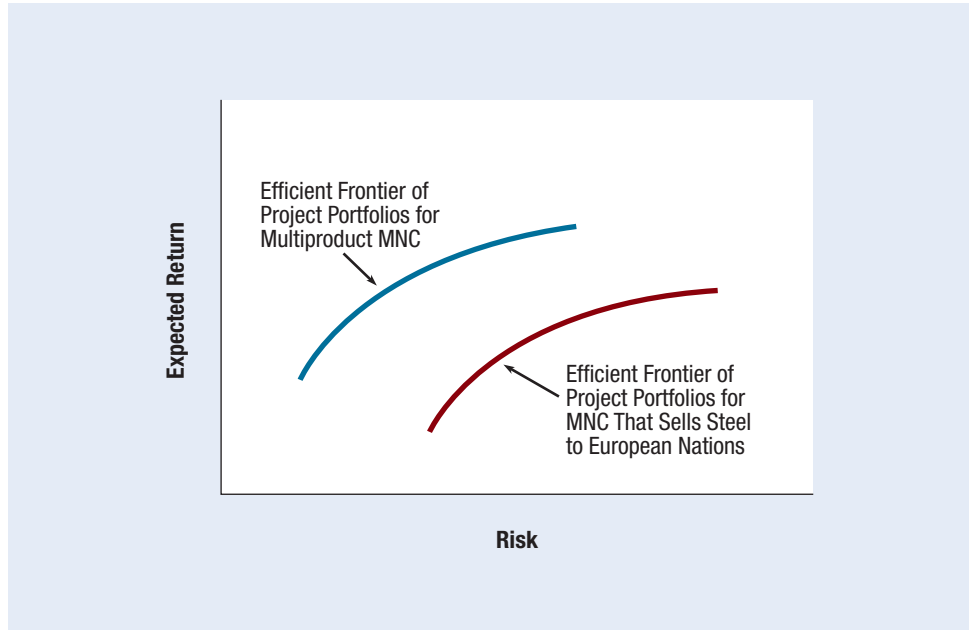 Efficient Frontier of
Project Portfolios for
Multiproduct MNC
Expected Return
Efficient Frontier of
Project Portfolios for
MNC That Sells Steel
to European Nations
Risk